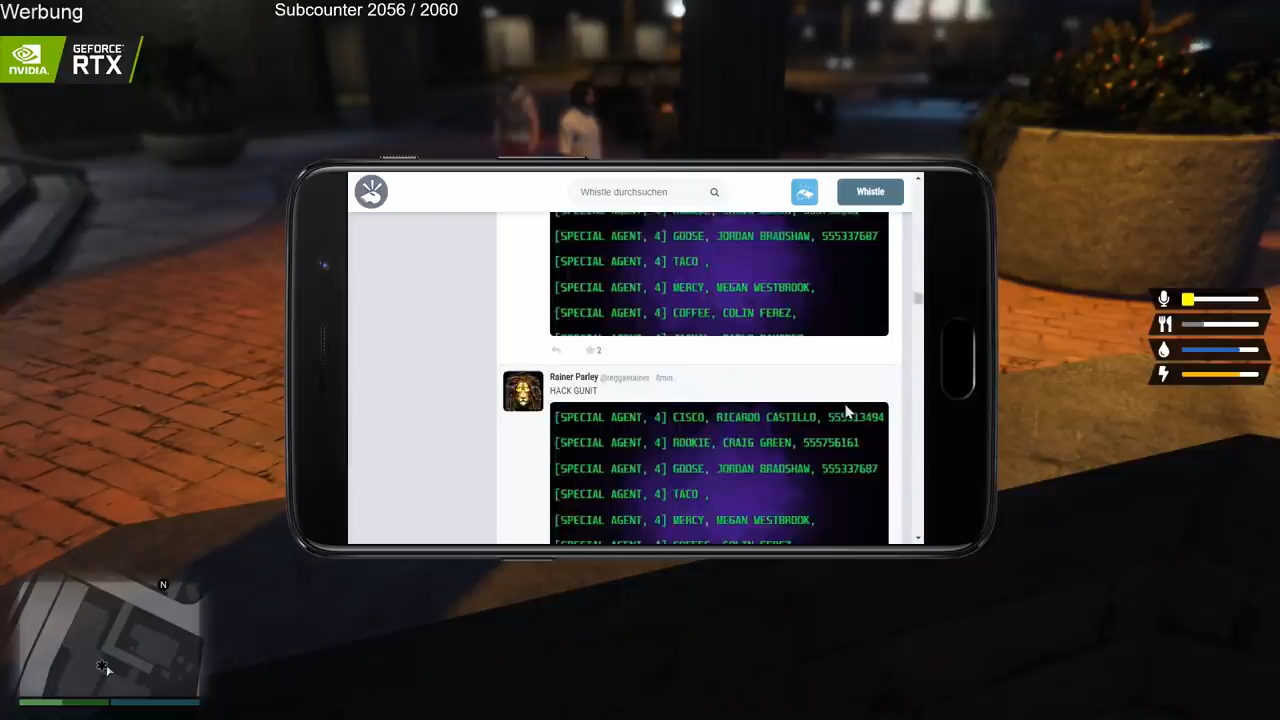 Werbung
Subcounter 2056 / 2060
NVIDIA.
GEFORCE
RTX
Whistle durchsuchen
Whistle
[SPECIAL AGENT, 4] GOOSE, JORDAN BRADSHAW, 555337687
[SPECIAL AGENT, 4] TACO ,
[SPECIAL AGENT, 4] MERCY, MEGAN WESTBROOK,
[SPECIAL AGENT, 4] COFFEE, COLIN FEREZ,
2
Rainer Parley @reggaerainer 8min.
HACK GUNIT
[SPECIAL AGENT, 4] CISCO, RICARDO CASTILLO, 555313494
[SPECIAL AGENT, 4] ROOKIE, CRAIG GREEN, 555756161
[SPECIAL AGENT, 4] GOOSE, JORDAN BRADSHAW, 555337687
[SPECIAL AGENT, 4] TACO ,
[SPECIAL AGENT, 4] MERCY, MEGAN WESTBROOK,
N